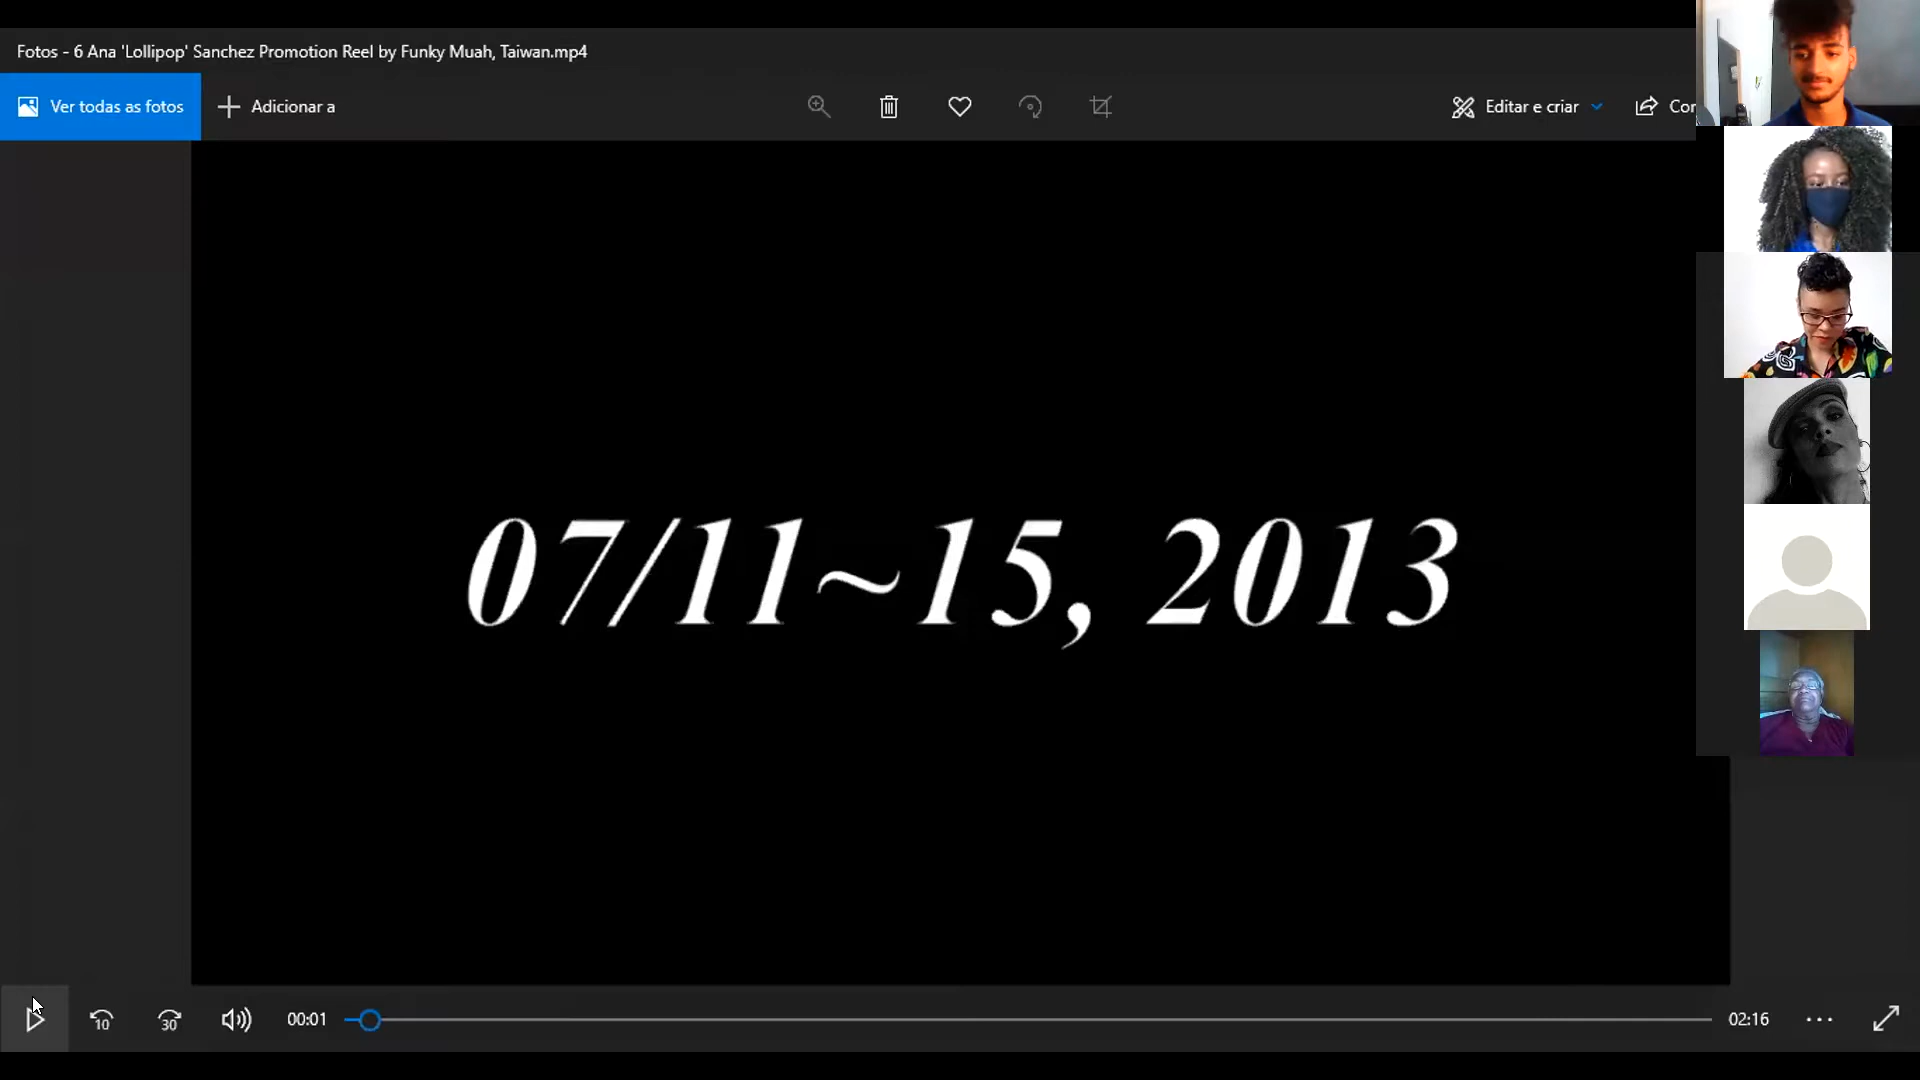 Fotos - 6 Ana 'Lollipop' Sanchez Promotion Reel by Funky Muah, Taiwan.mp4
Ver todas as fotos
Adicionar a
Editar e criar
Cor
07/11~15, 2013
10
30
00:01
02:16